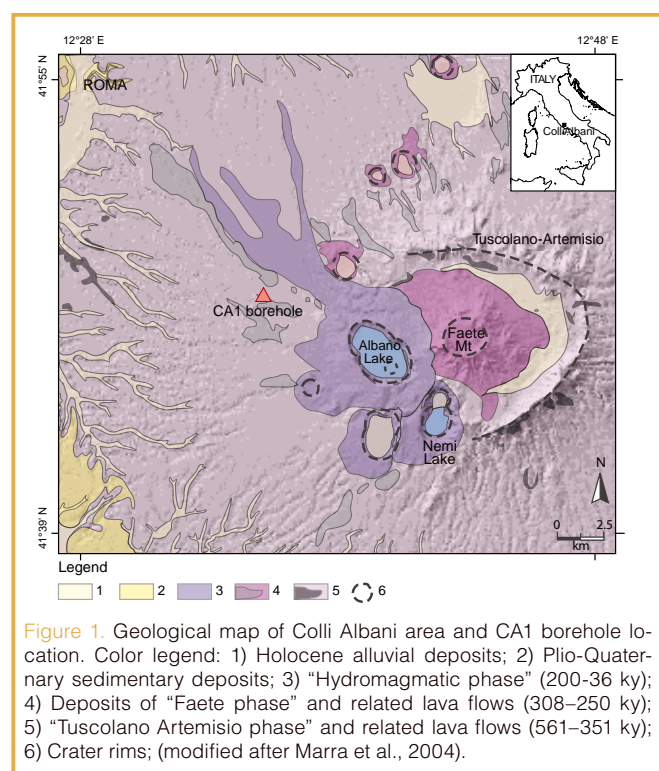 12°28' E
12°48' E
41°55' N
ROMA
ITALY
ColliAlbani
Tuscolano-Artemisio
CA1 borehole
Albano
Lake
Faete
Mt
Nemi
Lake
N
41°39' N
0 2.5
km
Legend
1 2 3 4 5 6
Figure 1. Geological map of Colli Albani area and CA1 borehole lo-
cation. Color legend: 1) Holocene alluvial deposits; 2) Plio-Quater-
nary sedimentary deposits; 3) “Hydromagmatic phase” (200-36 ky);
4) Deposits of “Faete phase” and related lava flows (308–250 ky);
5) “Tuscolano Artemisio phase” and related lava flows (561–351 ky);
6) Crater rims; (modified after Marra et al., 2004).